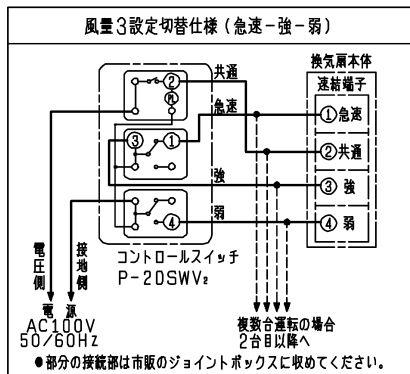 風量3設定切替仕様(急速-強-弱)
共通
急速
強
弱
②
PL
③
①
④
換気扇本体
速結端子
①急速
②共通
③ 強
④ 弱
コントロールスイッチ
P-20SWV₂
電圧側
接地側
電 源
AC100V
50/60Hz
複数台運転の場合
2台目以降へ
●部分の接続部は市販のジョイントボックスに収めてください。